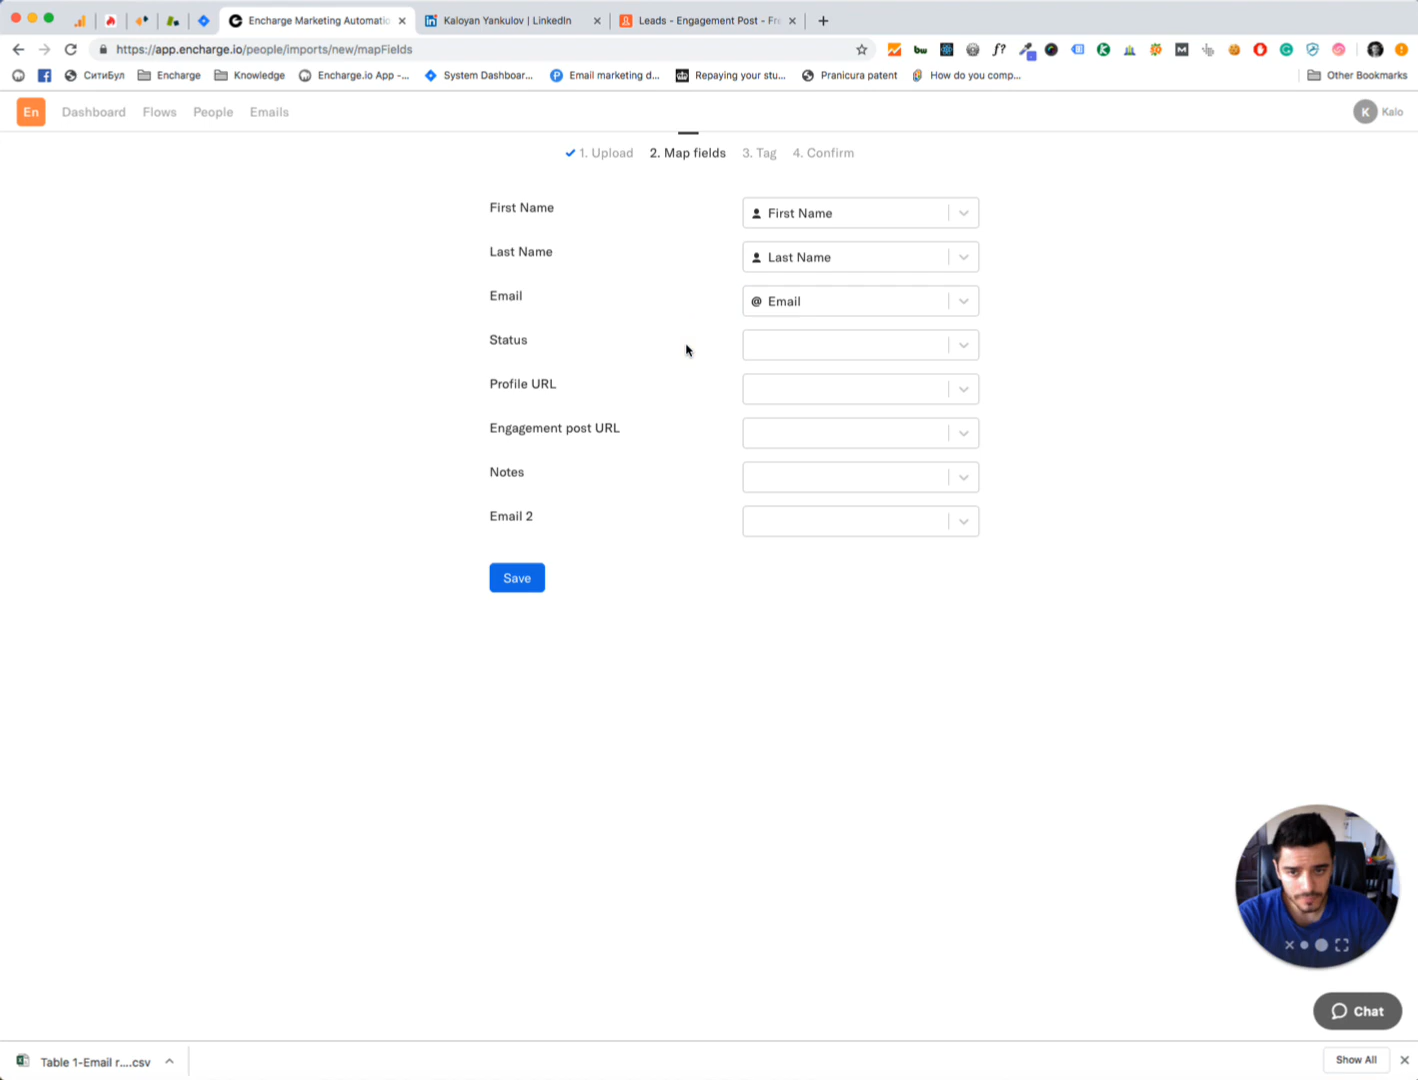 Encharge Marketing Automatio
Kaloyan Yankulov | LinkedIn
Leads - Engagement Post - Fre
https://app.encharge.io/people/imports/new/mapFields
СитиБул
Encharge
Knowledge
Encharge.io App -...
System Dashboar...
Email marketing d...
Repaying your stu...
Pranicura patent
How do you comp...
Other Bookmarks
En
Dashboard
Flows
People
Emails
K
Kalo
1. Upload
2. Map fields
3. Tag
4. Confirm
First Name
First Name
Last Name
Last Name
Email
@ Email
Status
Profile URL
Engagement post URL
Notes
Email 2
Save
Chat
Table 1-Email r....csv
Show All